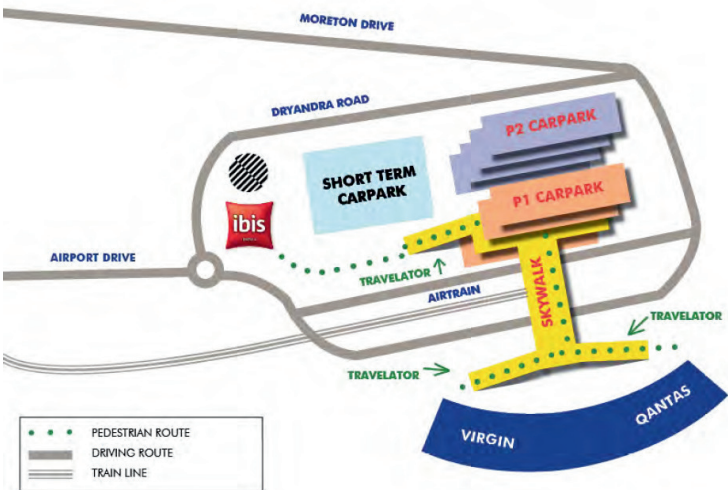 MORETON DRIVE
DRYANDRA ROAD
P2 CARPARK
SHORT TERM
CARPARK
P1 CARPARK
ibis
AIRPORT DRIVE
TRAVELATOR
AIRTRAIN
SKYWALK
TRAVELATOR
TRAVELATOR
VIRGIN
QANTAS
PEDESTRIAN ROUTE
DRIVING ROUTE
TRAIN LINE